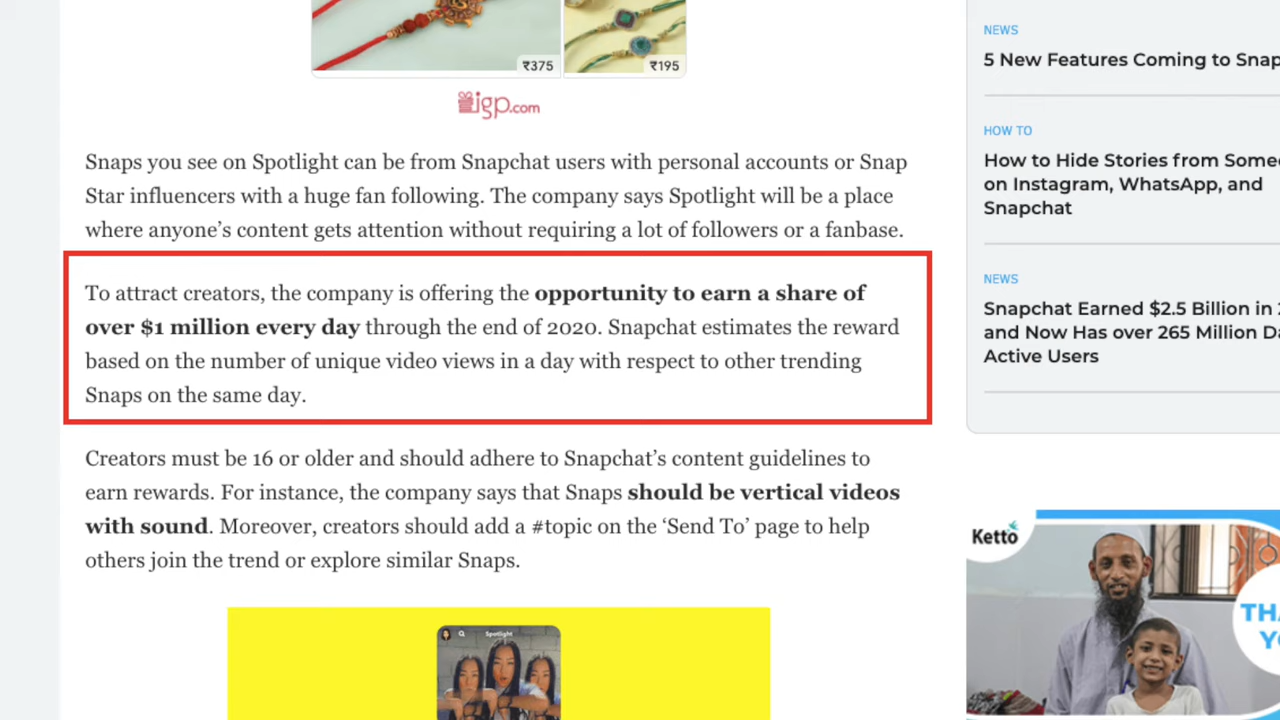 ₹375
₹195
igp.com
Snaps you see on Spotlight can be from Snapchat users with personal accounts or Snap
Star influencers with a huge fan following. The company says Spotlight will be a place
where anyone’s content gets attention without requiring a lot of followers or a fanbase.
To attract creators, the company is offering the opportunity to earn a share of
over $1 million every day through the end of 2020. Snapchat estimates the reward
based on the number of unique video views in a day with respect to other trending
Snaps on the same day.
Creators must be 16 or older and should adhere to Snapchat’s content guidelines to
earn rewards. For instance, the company says that Snaps should be vertical videos
with sound. Moreover, creators should add a #topic on the ‘Send To’ page to help
others join the trend or explore similar Snaps.
Spotlight
NEWS
5 New Features Coming to Snap
HOW TO
How to Hide Stories from Some
on Instagram, WhatsApp, and
Snapchat
NEWS
Snapchat Earned $2.5 Billion in
and Now Has over 265 Million Da
Active Users
Ketto
THA
YO